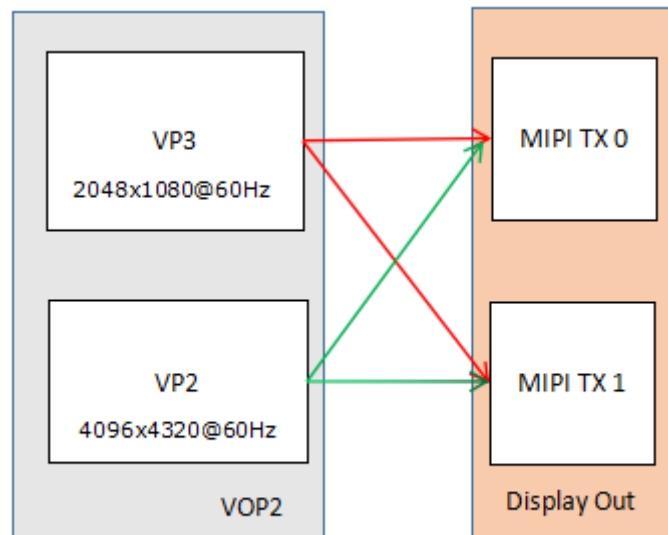 VP3
2048x1080@60Hz
VP2
4096x4320@60Hz
VOP2
MIPI TX 0
MIPI TX 1
Display Out